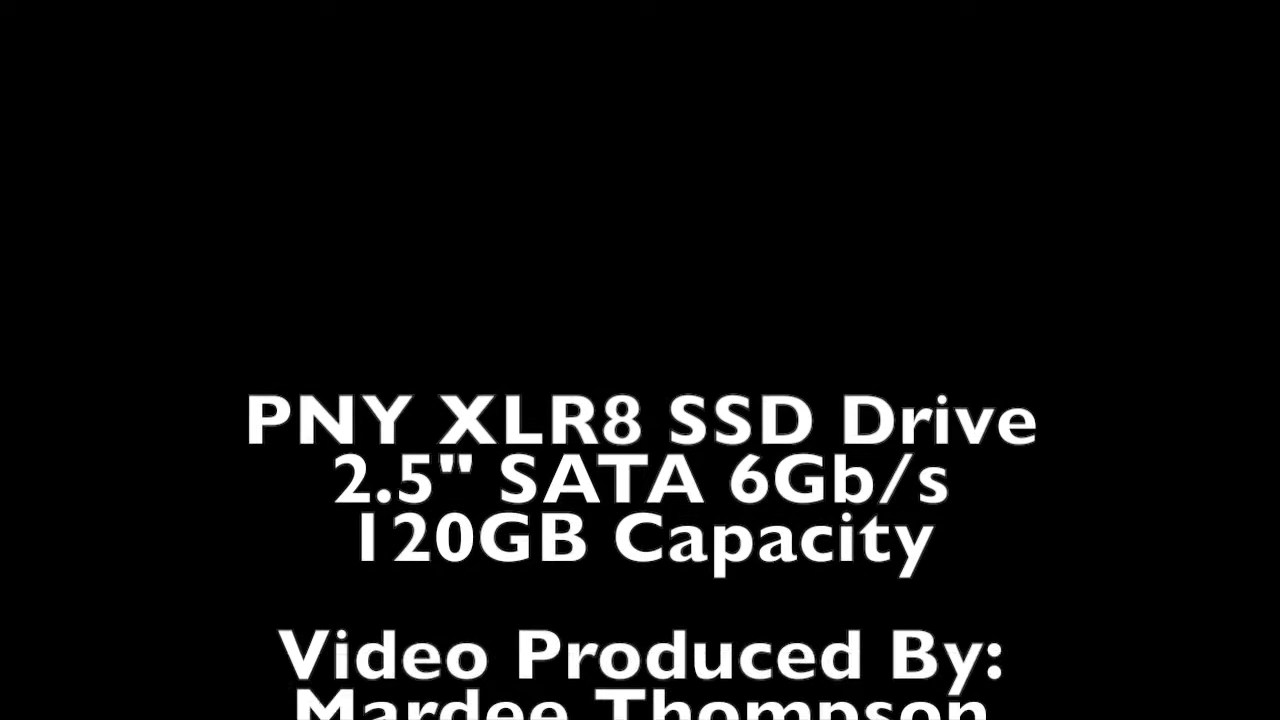 PNY XLR8 SSD Drive
2.5" SATA 6Gb/s
120GB Capacity
Video Produced By:
Mardee Thompson